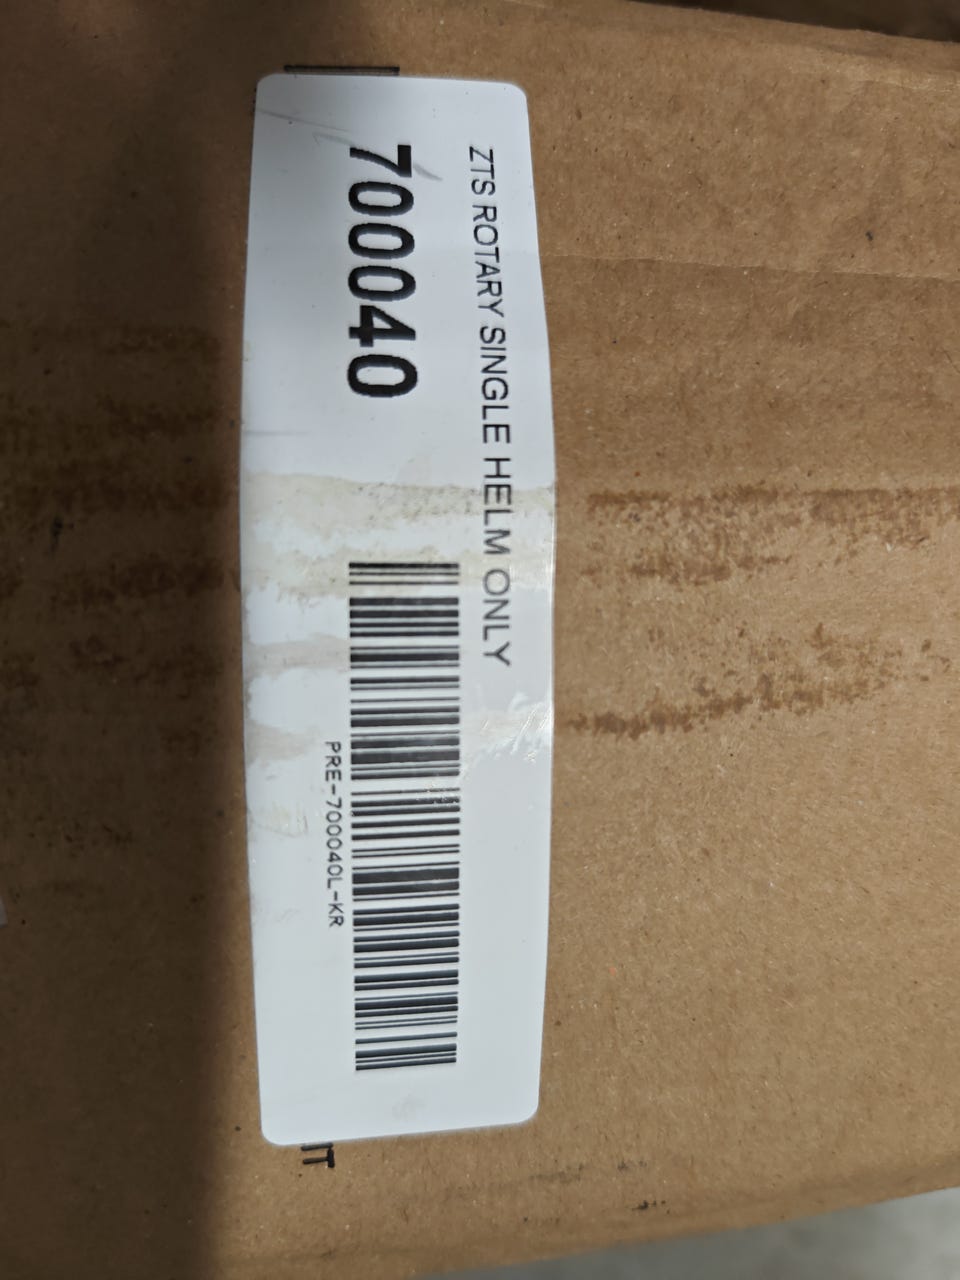 ZTS ROTARY SINGLE HELM ONLY
700040
PRE-700040L-KR